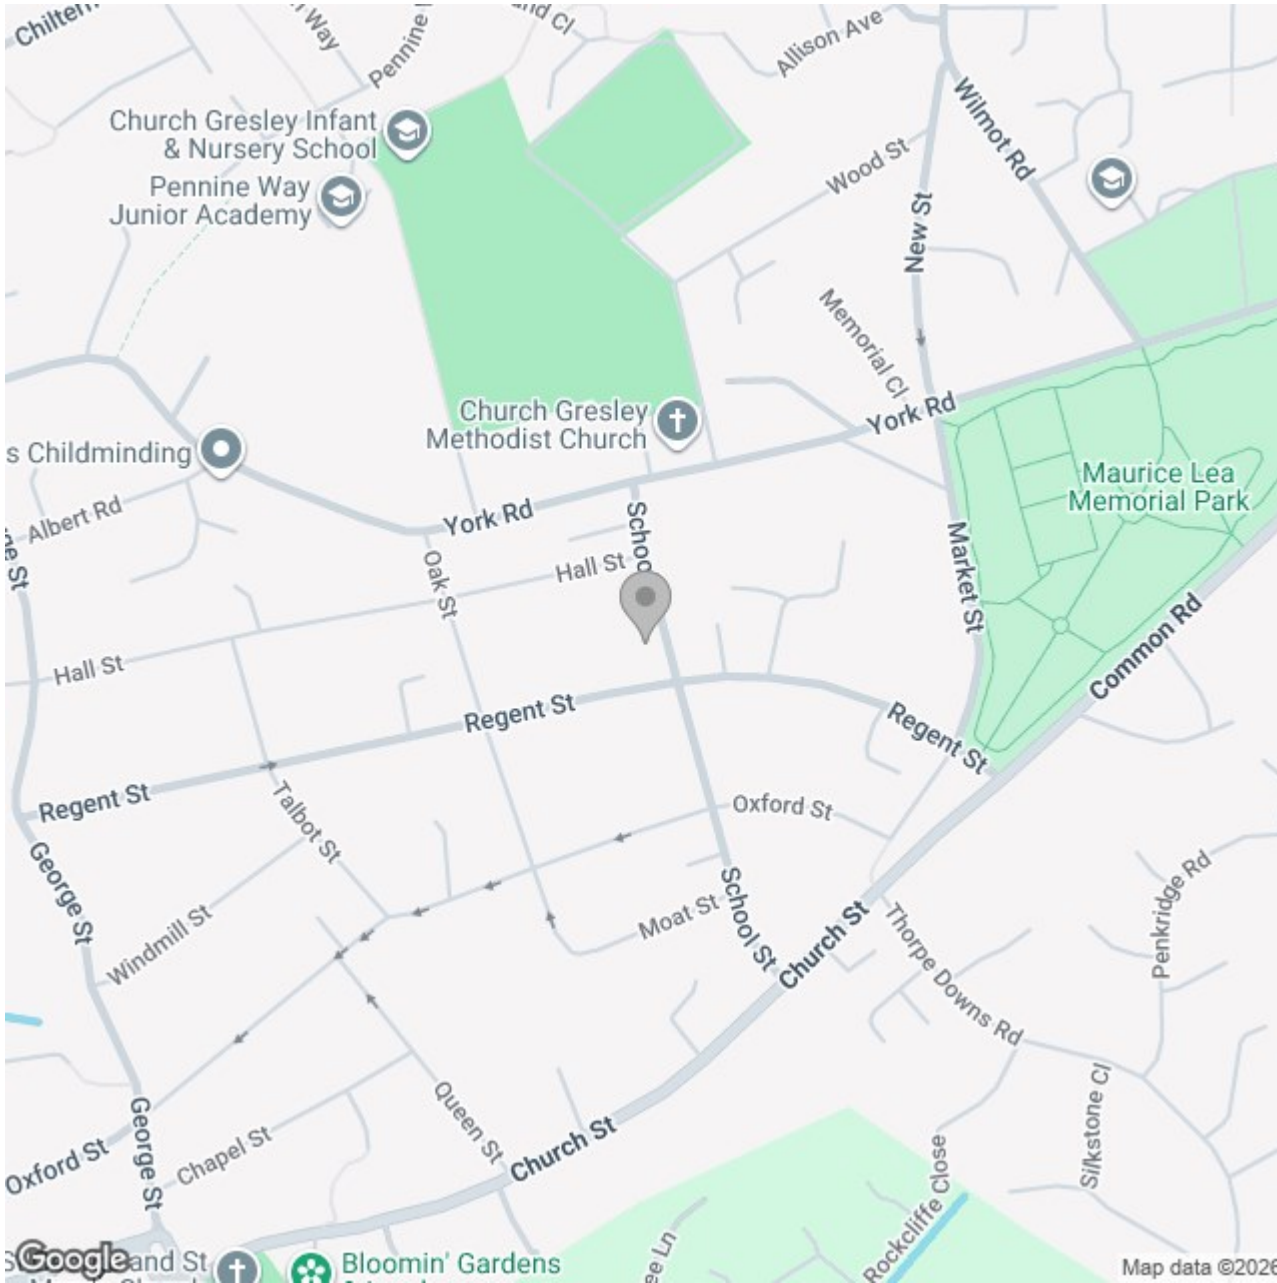 Allison Ave
Wilmot Rd
Church Gresley Infant
& Nursery School
Pennine Way
Junior Academy
Wood St
New St
Memorial Cl
Church Gresley
Methodist Church
York Rd
s Childminding
Albert Rd
York Rd
Maurice Lea
Memorial Park
Hall St
Oak St
Market St
Common Rd
Hall St
Regent St
Regent St
Regent St
Talbot St
Oxford St
George St
Windmill St
Moat St
School St
Church St
Penkridge Rd
Thorpe Downs Rd
Silkstone Cl
Queen St
George St
Chapel St
Oxford St
Church St
Rockcliffe Close
Google
and St
Bloomin' Gardens
Map data ©2026